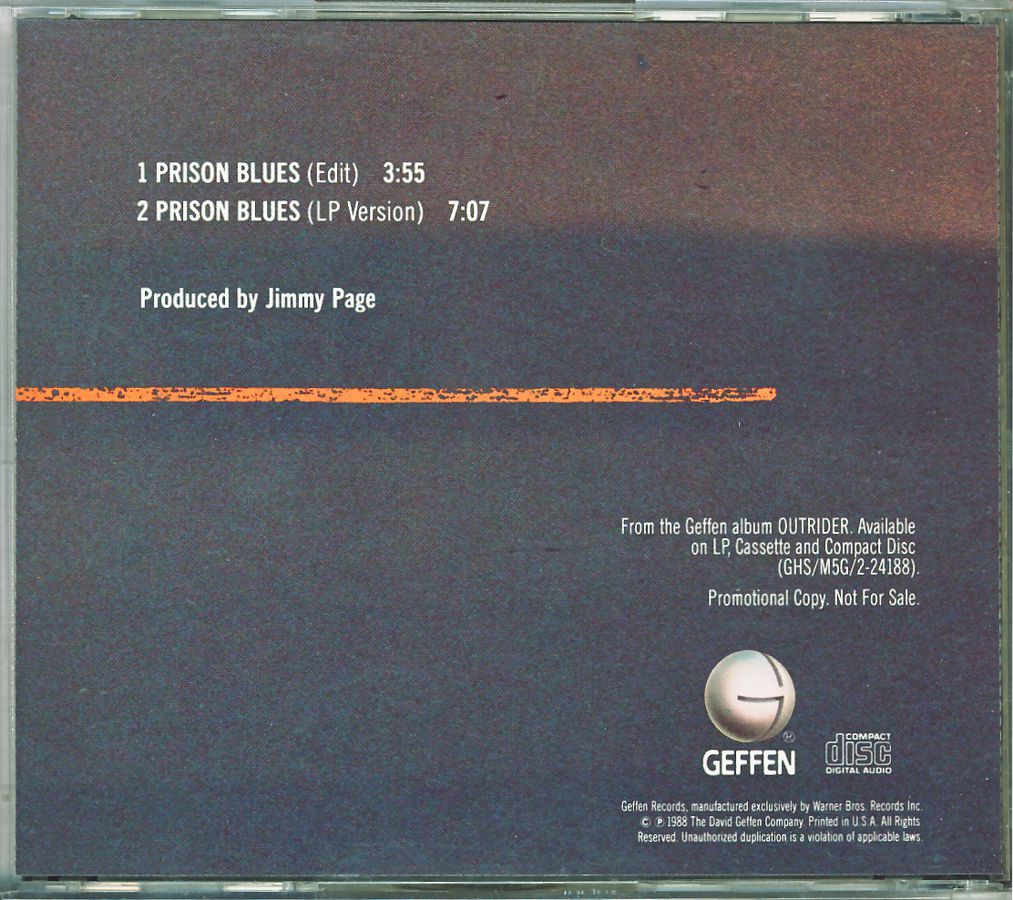 1 PRISON BLUES (Edit) 3:55
2 PRISON BLUES (LP Version) 7:07
Produced by Jimmy Page
From the Geffen album OUTRIDER. Available
on LP, Cassette and Compact Disc
(GHS/M5G/2-24188).
Promotional Copy. Not For Sale.
GEFFEN
COMPACT
disc
DIGITAL AUDIO
Geffen Records, manufactured exclusively by Warner Bros. Records Inc.
© ℗ 1988 The David Geffen Company. Printed in U.S.A. All Rights
Reserved. Unauthorized duplication is a violation of applicable laws.